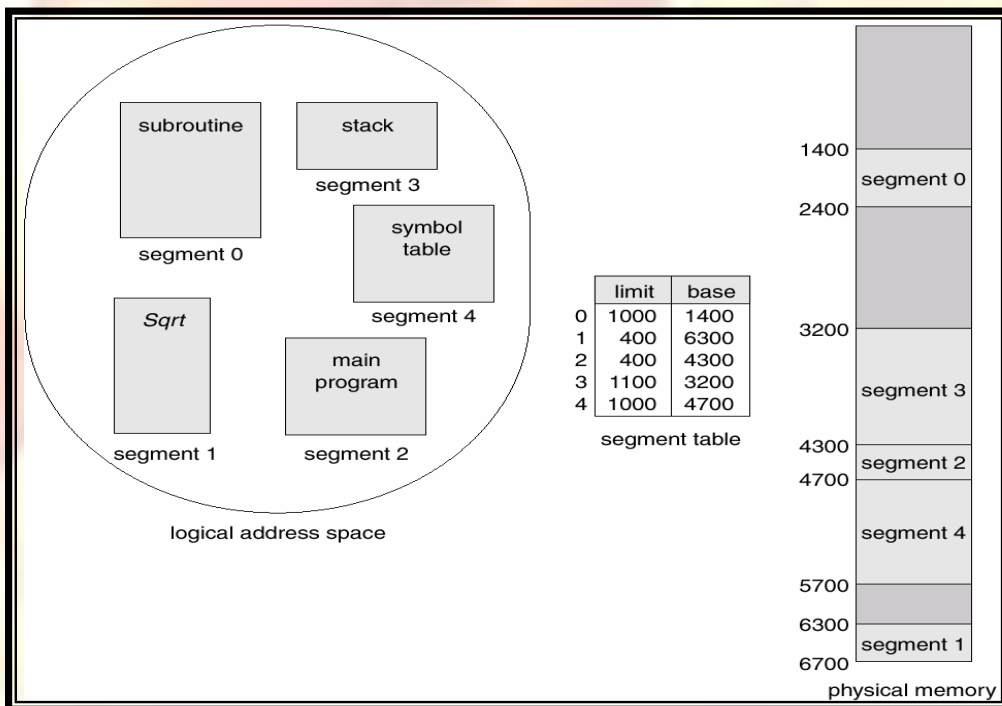 subroutine
segment 0
stack
segment 3
symbol
table
segment 4
Sqrt
segment 1
main
program
segment 2
logical address space
limit base
0 1000 1400
1 400 6300
2 400 4300
3 1100 3200
4 1000 4700
segment table
1400
segment 0
2400
3200
segment 3
4300
segment 2
4700
segment 4
5700
6300
segment 1
6700
physical memory